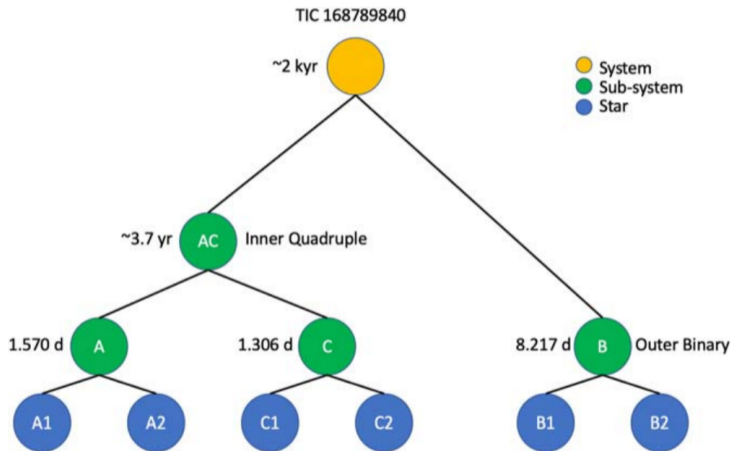 TIC 168789840
~2 kyr
System
Sub-system
Star
~3.7 yr
AC
Inner Quadruple
1.570 d
A
1.306 d
C
8.217 d
B
Outer Binary
A1
A2
C1
C2
B1
B2